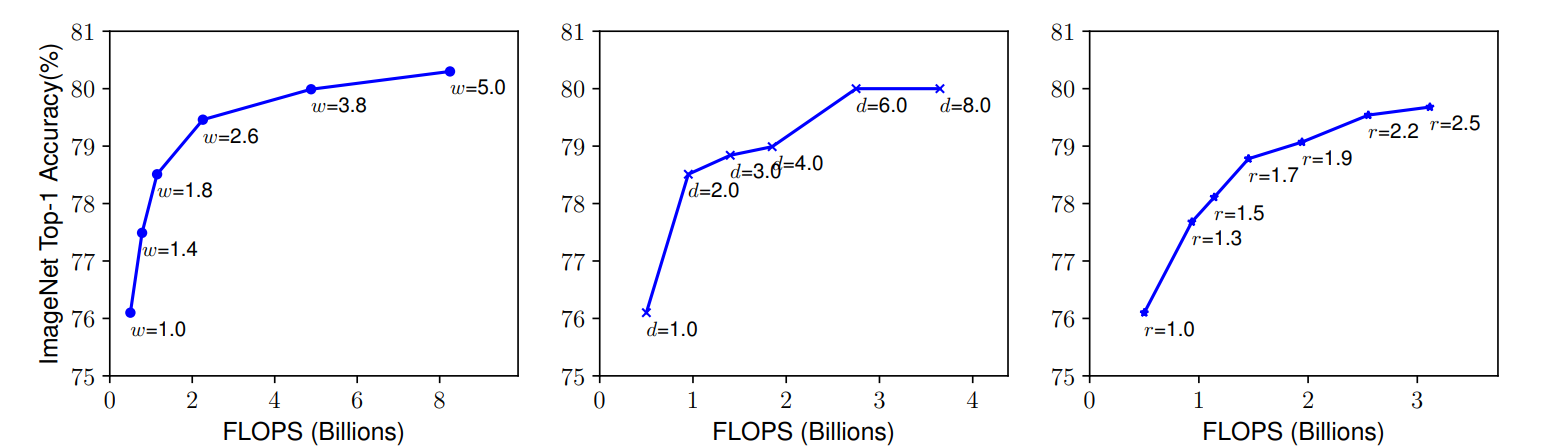 ImageNet Top-1 Accuracy(%)
81
80
79
78
77
76
75
w=1.0
w=1.4
w=1.8
w=2.6
w=3.8
w=5.0
0 2 4 6 8
FLOPS (Billions)
81
80
79
78
77
76
75
d=1.0
d=2.0
d=3.0
d=4.0
d=6.0
d=8.0
0 1 2 3 4
FLOPS (Billions)
81
80
79
78
77
76
75
r=1.0
r=1.3
r=1.5
r=1.7
r=1.9
r=2.2
r=2.5
0 1 2 3
FLOPS (Billions)